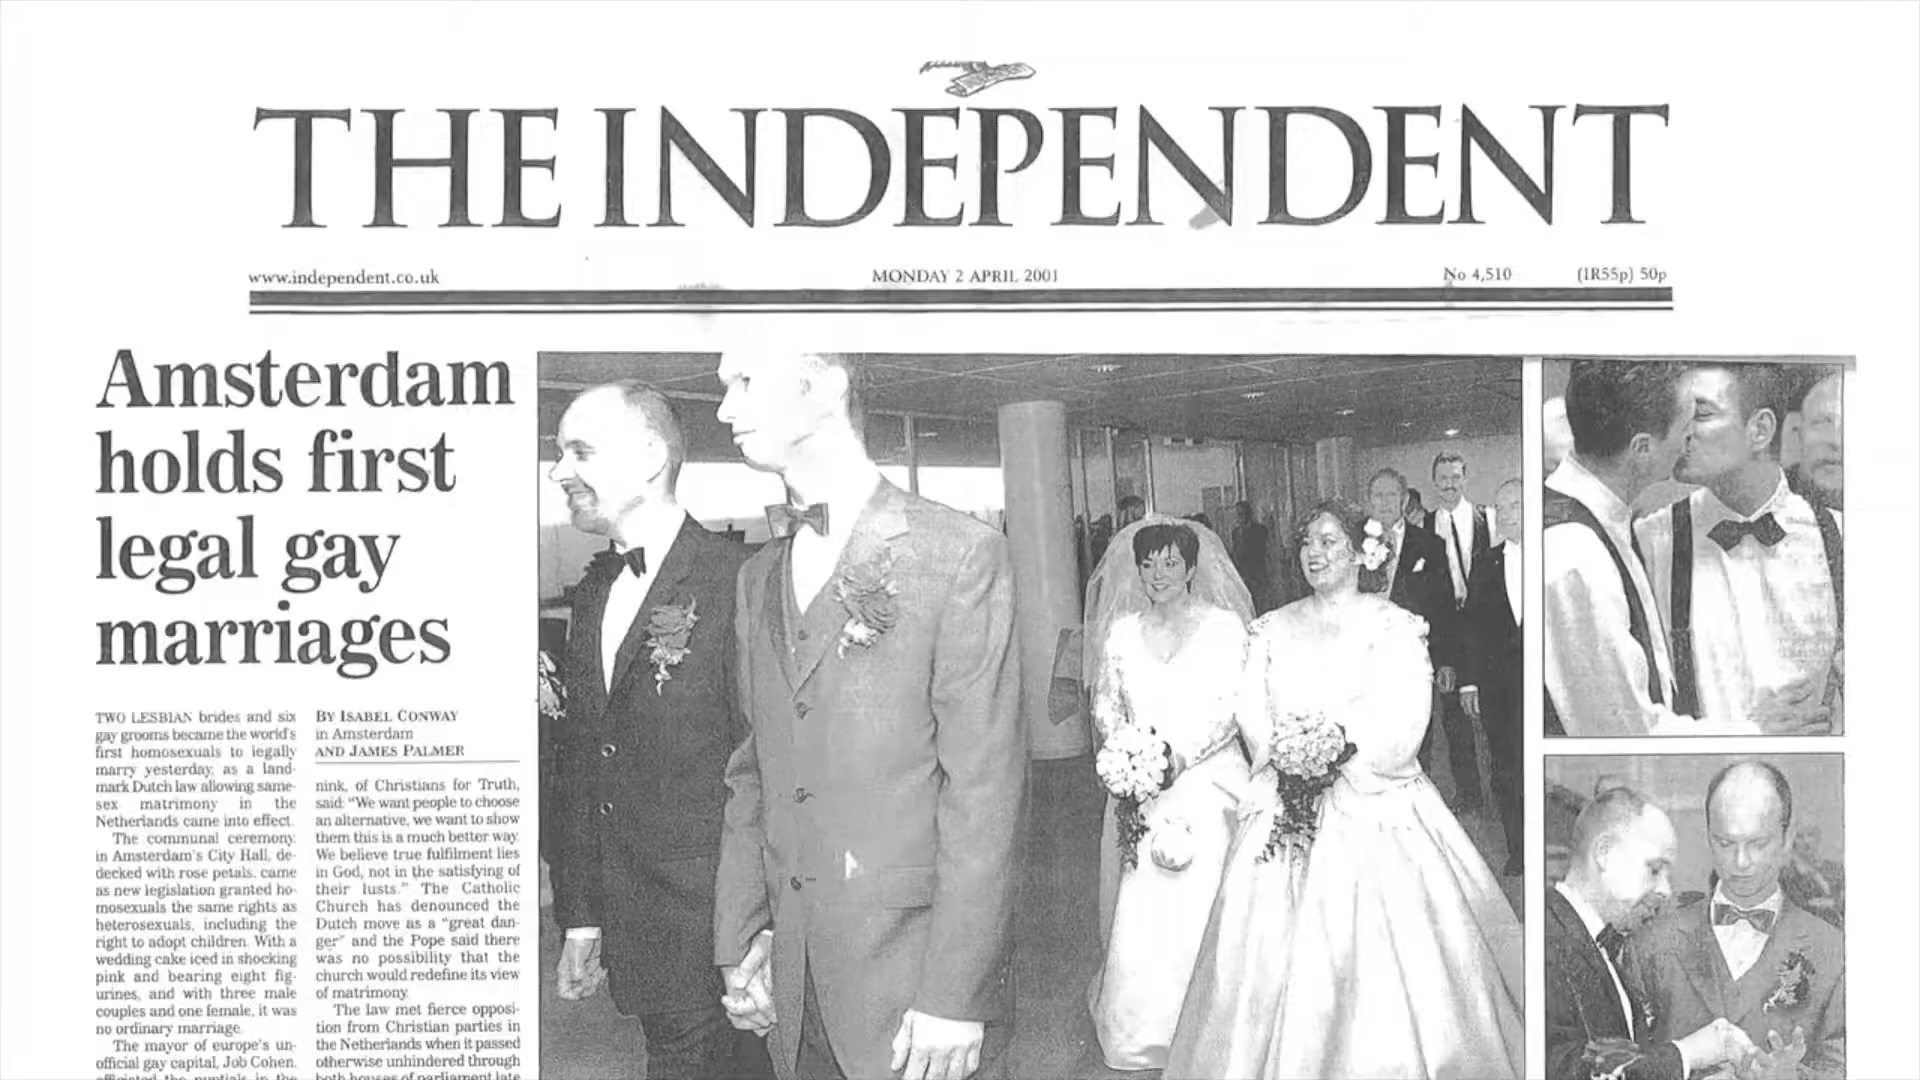 THE INDEPENDENT
www.independent.co.uk
MONDAY 2 APRIL 2001
No 4,510
(IR55p) 50p
Amsterdam
holds first
legal gay
marriages
TWO LESBIAN brides and six
gay grooms became the world's
first homosexuals to legally
marry yesterday, as a land-
mark Dutch law allowing same-
sex matrimony in the
Netherlands came into effect.
The communal ceremony,
in Amsterdam's City Hall, de-
decked with rose petals, came
as new legislation granted ho-
mosexuals the same rights as
heterosexuals, including the
right to adopt children. With a
wedding cake iced in shocking
pink and bearing eight fig-
urines, and with three male
couples and one female, it was
no ordinary marriage.
The mayor of europe's un-
official gay capital, Job Cohen,
officiated the nuptials in the
BY ISABEL CONWAY
in Amsterdam
AND JAMES PALMER
nink, of Christians for Truth,
said: "We want people to choose
an alternative, we want to show
them this is a much better way.
We believe true fulfilment lies
in God, not in the satisfying of
their lusts." The Catholic
Church has denounced the
Dutch move as a "great dan-
ger" and the Pope said there
was no possibility that the
church would redefine its view
of matrimony.
The law met fierce opposi-
tion from Christian parties in
the Netherlands when it passed
otherwise unhindered through
both houses of parliament late